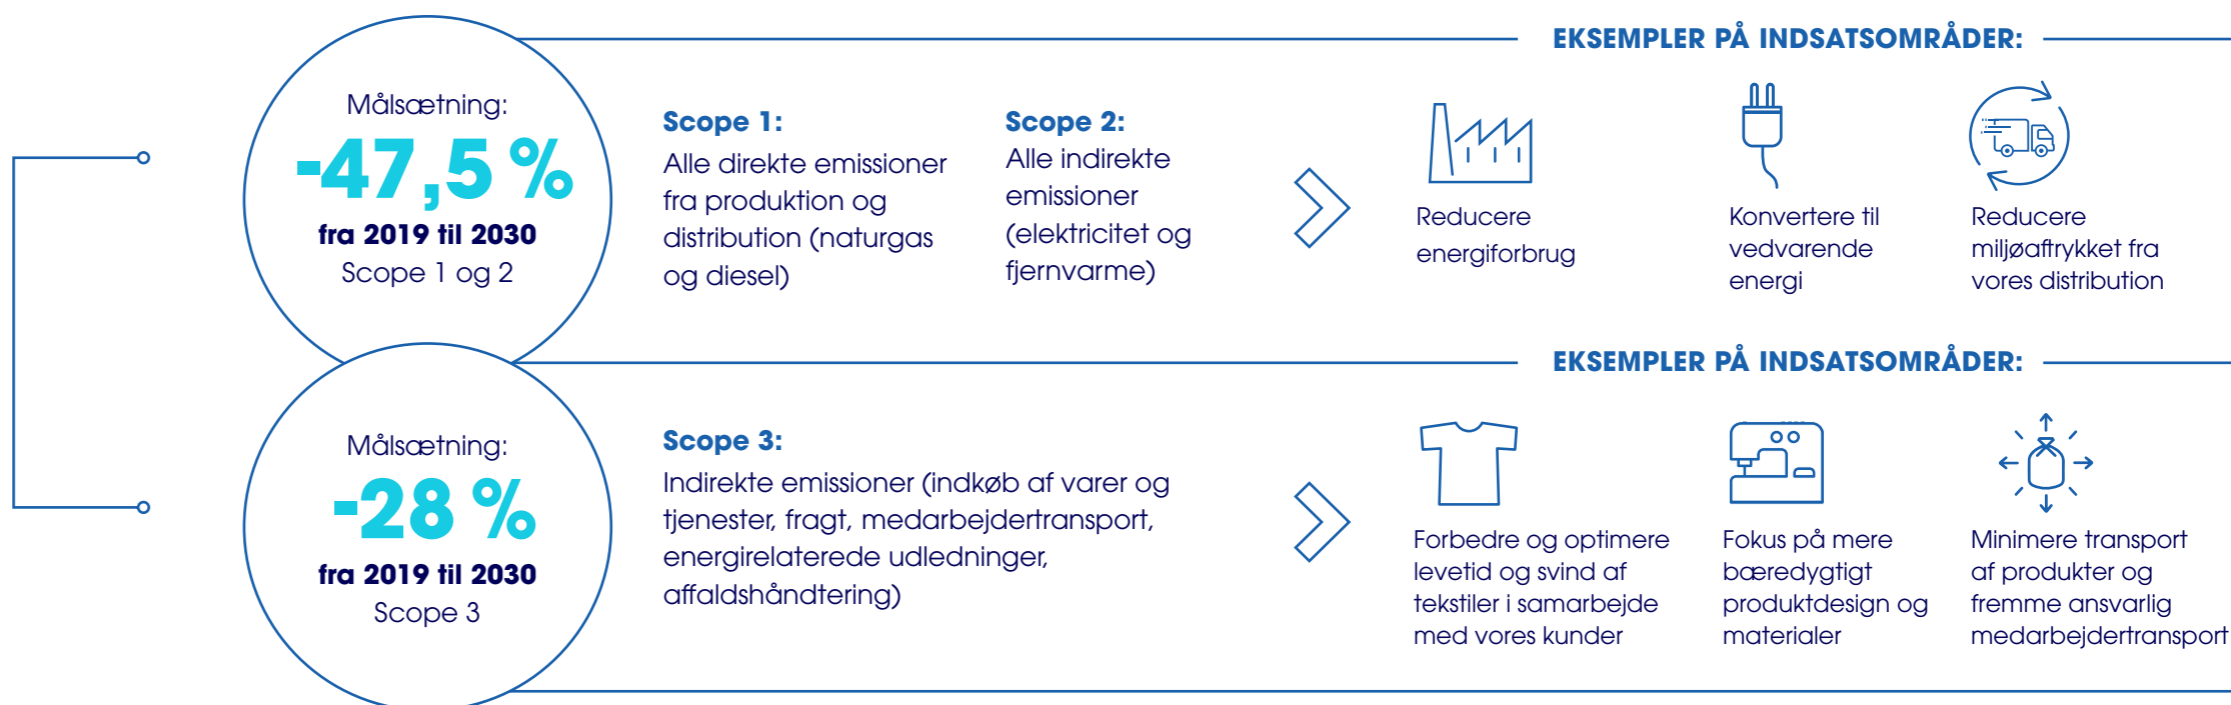 EKSEMPLER PÅ INDSATSOMRÅDER:
Målsætning:
-47,5 %
fra 2019 til 2030
Scope 1 og 2
Scope 1:
Alle direkte emissioner
fra produktion og
distribution (naturgas
og diesel)
Scope 2:
Alle indirekte
emissioner
(elektricitet og
fjernvarme)
Reducere
energiforbrug
Konvertere til
vedvarende
energi
Reducere
miljøaftrykket fra
vores distribution
EKSEMPLER PÅ INDSATSOMRÅDER:
Målsætning:
-28 %
fra 2019 til 2030
Scope 3
Scope 3:
Indirekte emissioner (indkøb af varer og
tjenester, fragt, medarbejdertransport,
energirelaterede udledninger,
affaldshåndtering)
Forbedre og optimere
levetid og svind af
tekstiler i samarbejde
med vores kunder
Fokus på mere
bæredygtigt
produktdesign og
materialer
Minimere transport
af produkter og
fremme ansvarlig
medarbejdertransport